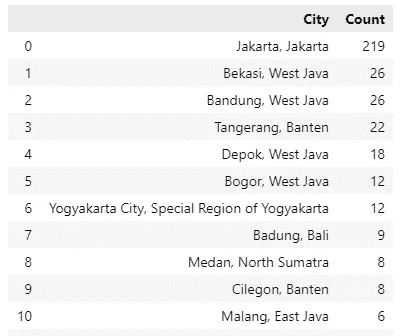 City Count
0 Jakarta, Jakarta 219
1 Bekasi, West Java 26
2 Bandung, West Java 26
3 Tangerang, Banten 22
4 Depok, West Java 18
5 Bogor, West Java 12
6 Yogyakarta City, Special Region of Yogyakarta 12
7 Badung, Bali 9
8 Medan, North Sumatra 8
9 Cilegon, Banten 8
10 Malang, East Java 6